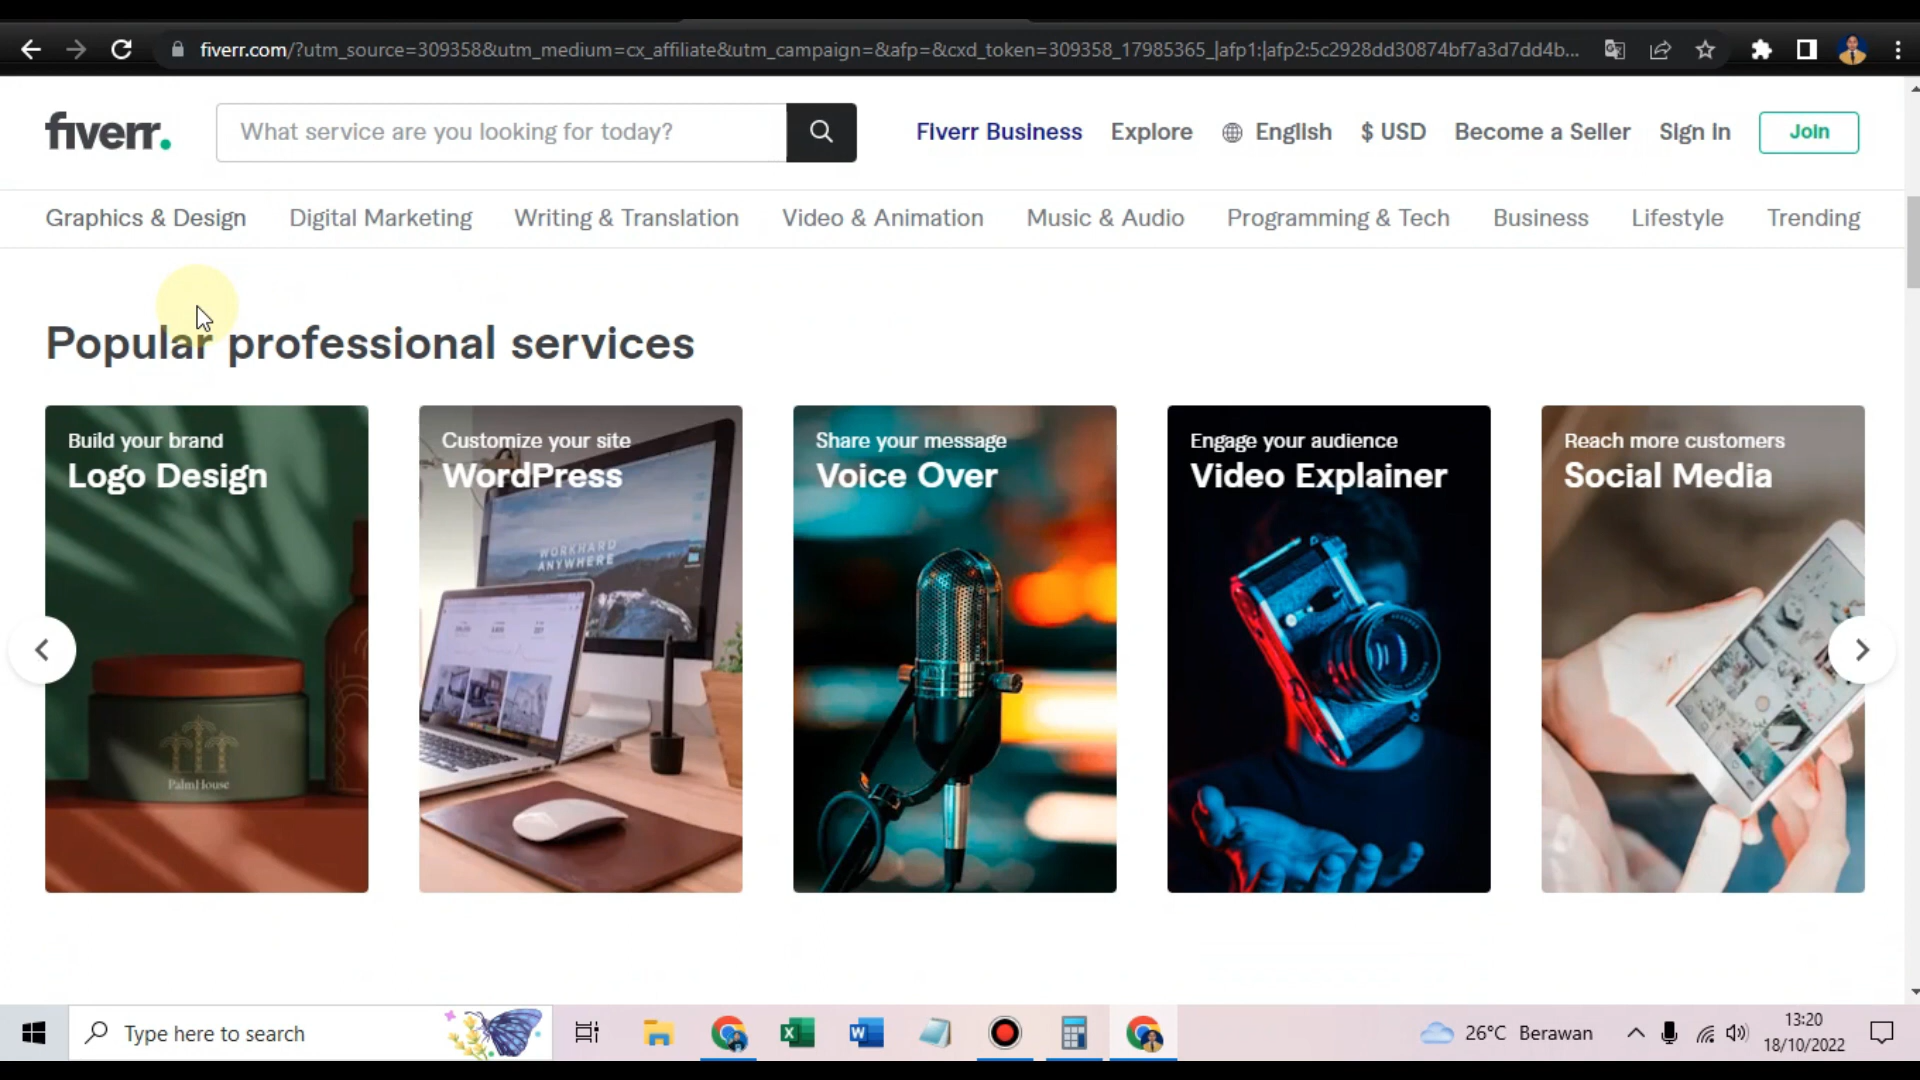 fiverr.com/?utm_source=309358&utm_medium=cx_affiliate&utm_campaign=&afp=&cxd_token=309358_17985365_|afp1:|afp2:5c2928dd30874bf7a3d7dd4b...
fiverr.
What service are you looking for today?
Fiverr Business
Explore
English
$ USD
Become a Seller
Sign In
Join
Graphics & Design
Digital Marketing
Writing & Translation
Video & Animation
Music & Audio
Programming & Tech
Business
Lifestyle
Trending
Popular professional services
Build your brand
Logo Design
Customize your site
WordPress
Share your message
Voice Over
Engage your audience
Video Explainer
Reach more customers
Social Media
WORKHARD
ANYWHERE
PalmHouse
Type here to search
26°C Berawan
13:20
18/10/2022